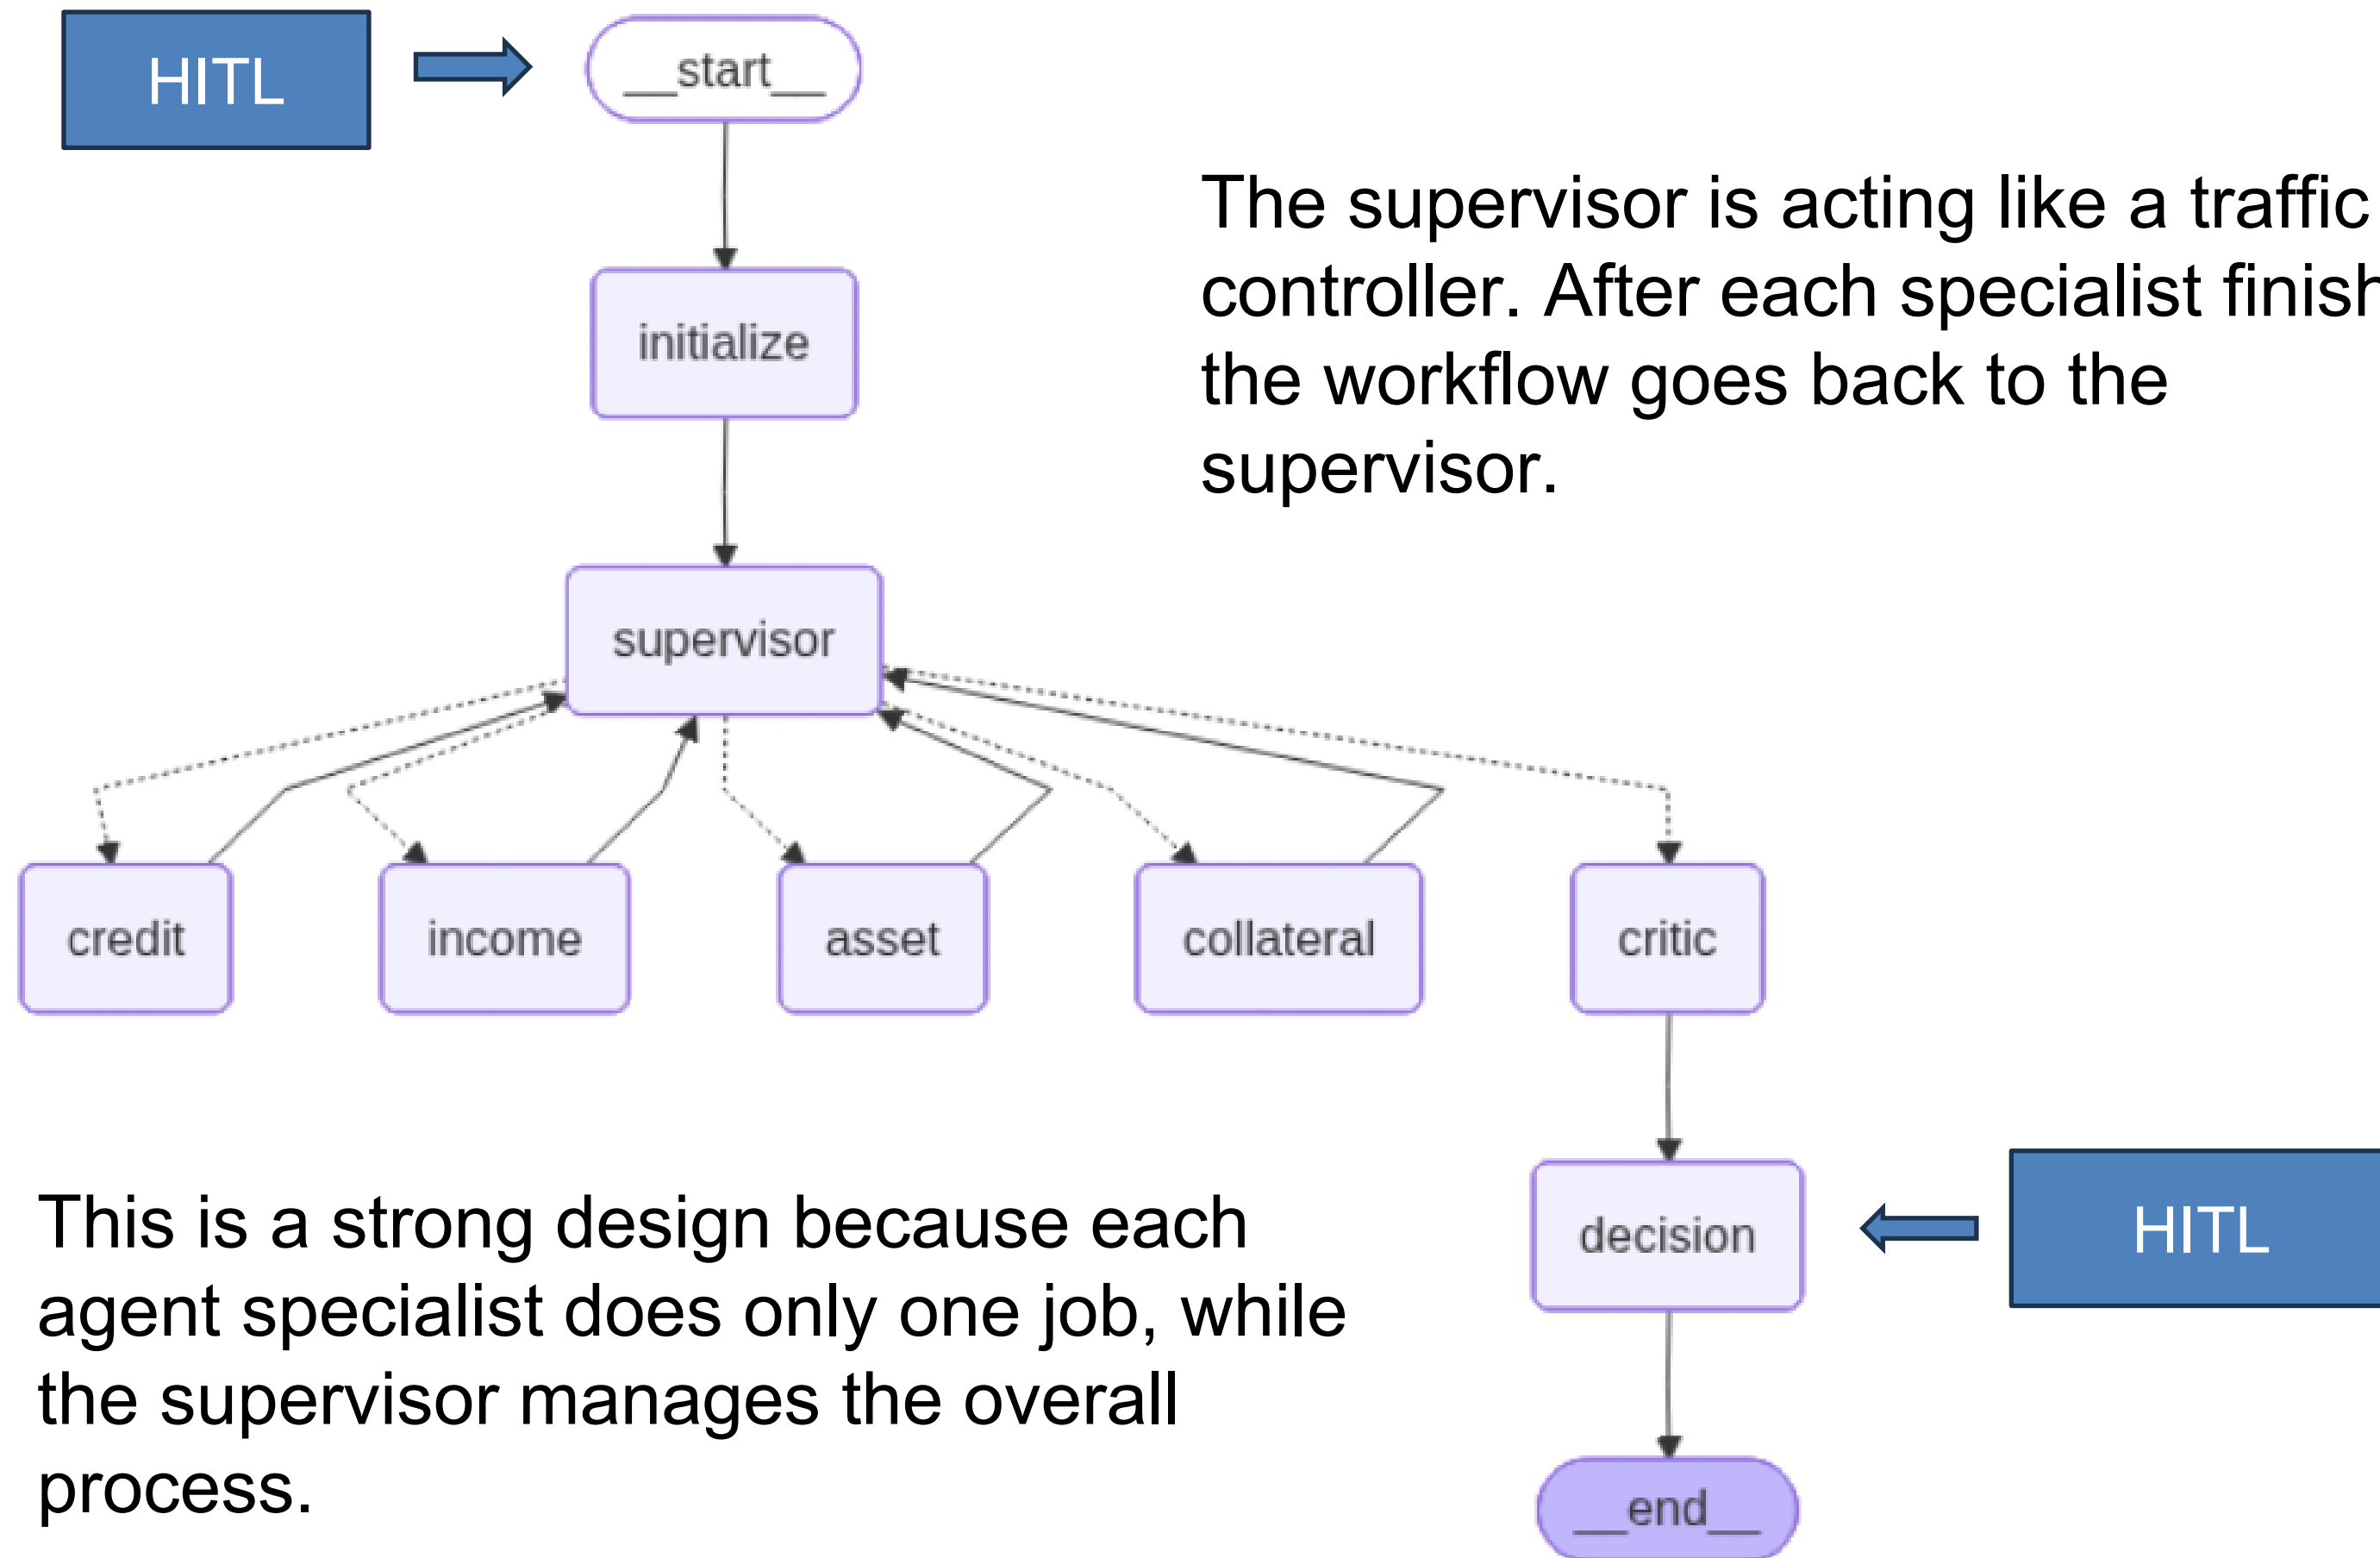 HITL
__start__
The supervisor is acting like a traffic
controller. After each specialist finish
the workflow goes back to the
supervisor.
initialize
supervisor
credit
income
asset
collateral
critic
This is a strong design because each
agent specialist does only one job, while
the supervisor manages the overall
process.
decision
HITL
__end__